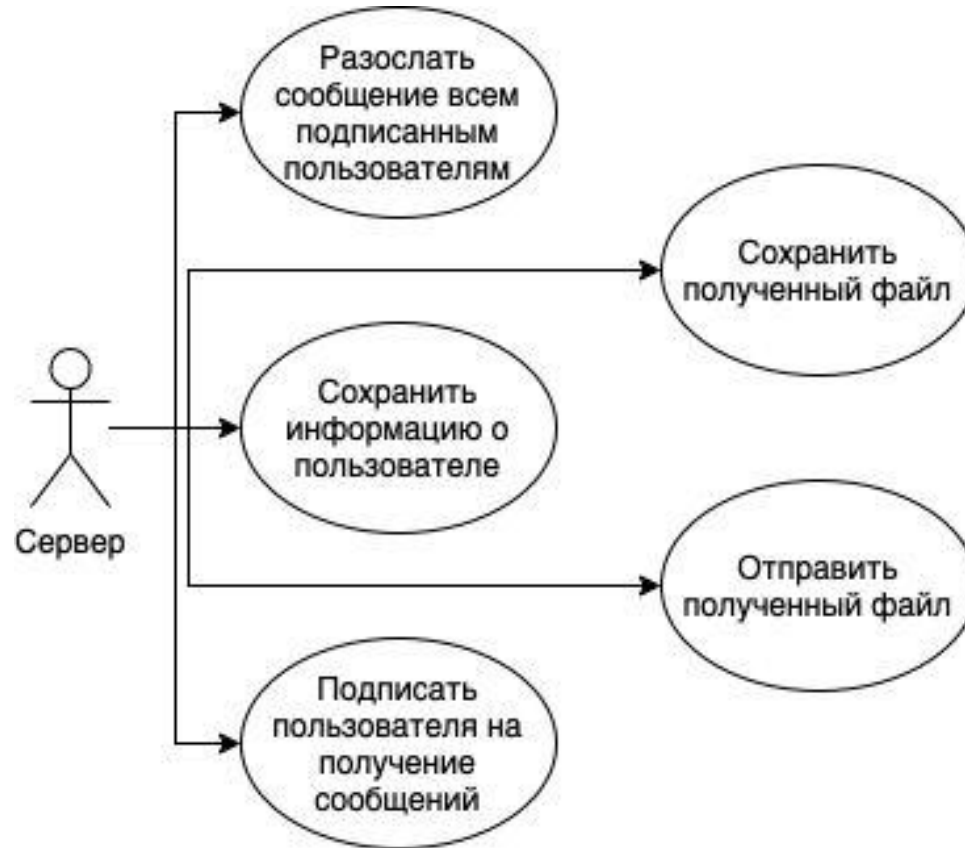 Разослать
сообщение всем
подписанным
пользователям
Сохранить
полученный файл
Сохранить
информацию о
пользователе
Сервер
Отправить
полученный файл
Подписать
пользователя на
получение
сообщений